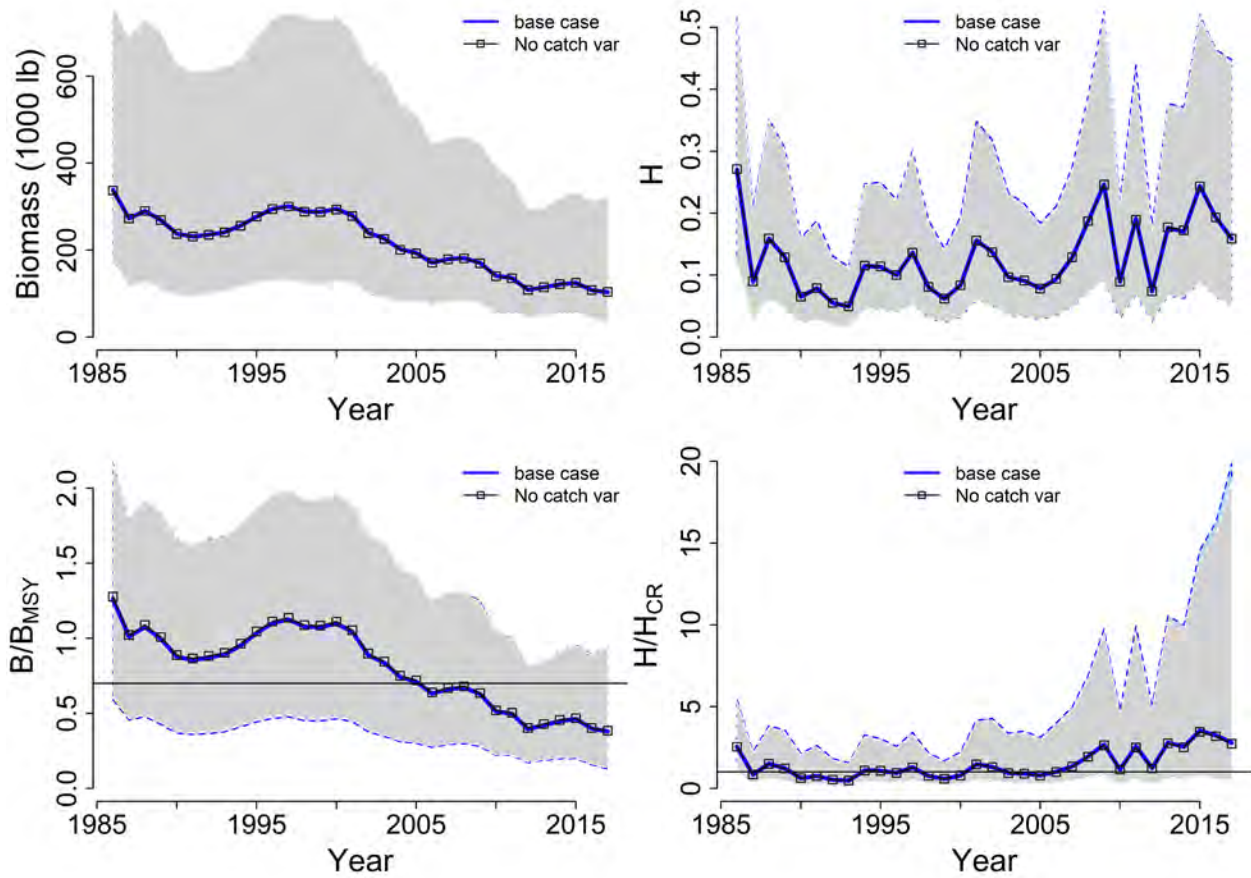 base case
No catch var
Biomass (1000 lb)
600
400
200
0
1985
1995
2005
2015
Year
base case
No catch var
H
0.5
0.4
0.3
0.2
0.1
0.0
1985
1995
2005
2015
Year
base case
No catch var
B/BMSY
2.0
1.5
1.0
0.5
0.0
1985
1995
2005
2015
Year
base case
No catch var
H/HCR
20
15
10
5
0
1985
1995
2005
2015
Year